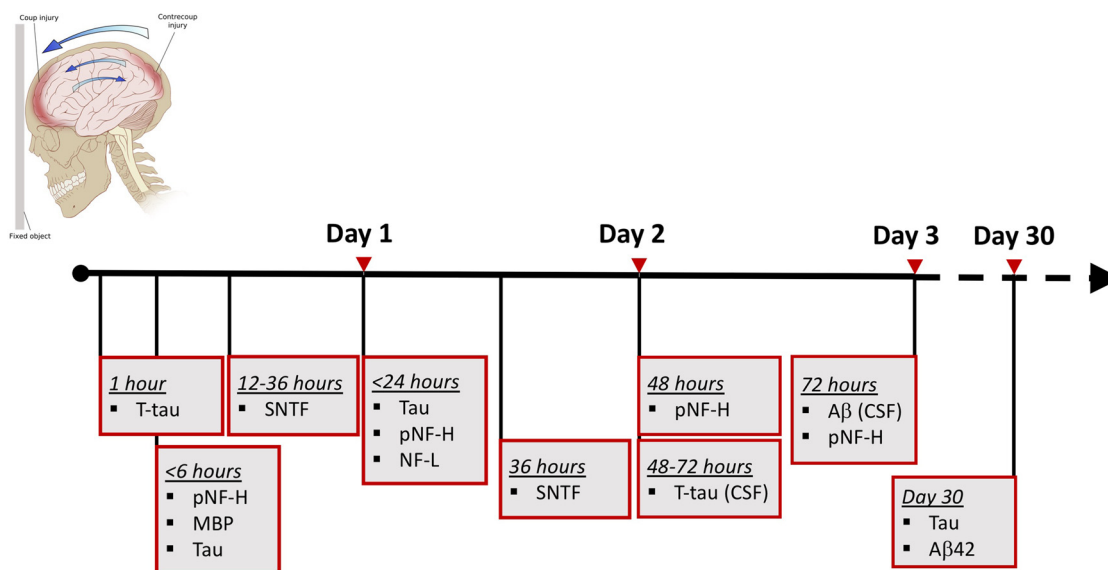 Coup injury
Contrecoup
injury
Fixed object
Day 1
Day 2
Day 3
Day 30
1 hour
▪ T-tau
<6 hours
▪ pNF-H
▪ MBP
▪ Tau
12-36 hours
▪ SNTF
<24 hours
▪ Tau
▪ pNF-H
▪ NF-L
36 hours
▪ SNTF
48 hours
▪ pNF-H
48-72 hours
▪ T-tau (CSF)
72 hours
▪ Aβ (CSF)
▪ pNF-H
Day 30
▪ Tau
▪ Aβ42